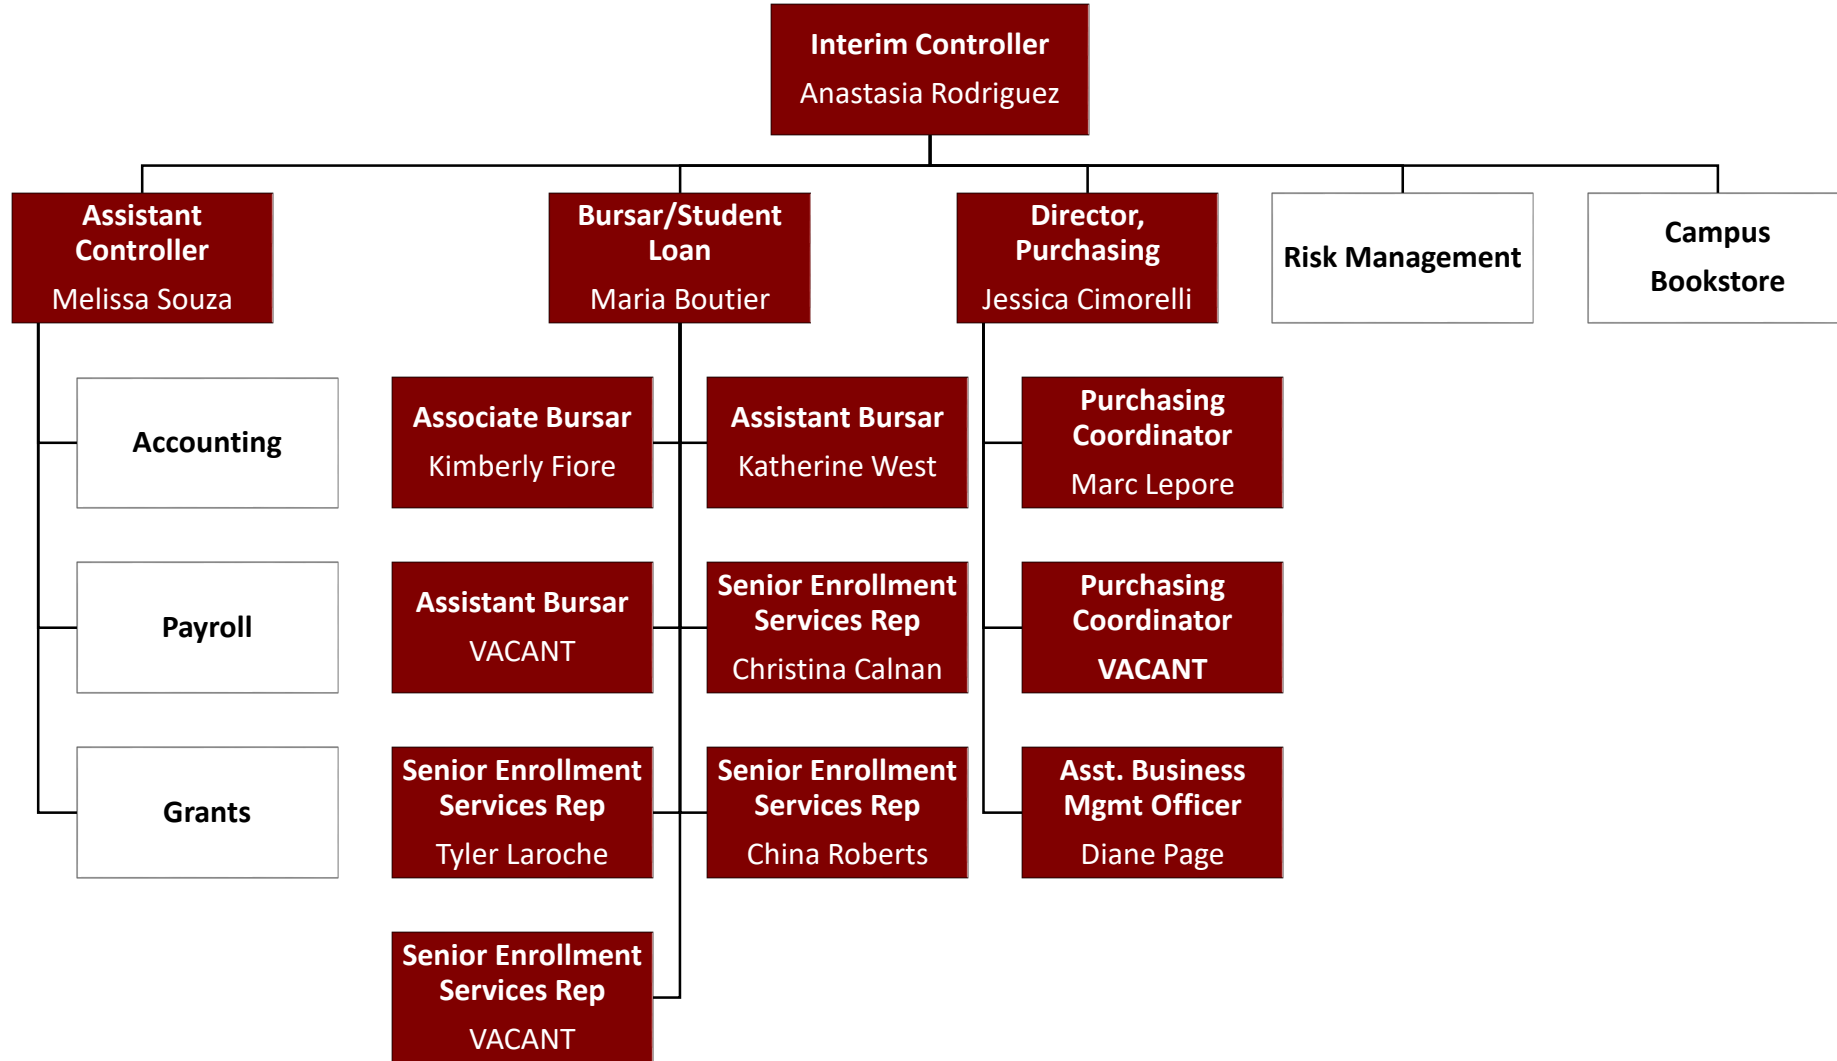 Interim Controller
Anastasia Rodriguez
Assistant
Controller
Melissa Souza
Bursar/Student
Loan
Maria Boutier
Director,
Purchasing
Jessica Cimorelli
Risk Management
Campus
Bookstore
Accounting
Associate Bursar
Kimberly Fiore
Assistant Bursar
Katherine West
Purchasing
Coordinator
Marc Lepore
Payroll
Assistant Bursar
VACANT
Senior Enrollment
Services Rep
Christina Calnan
Purchasing
Coordinator
VACANT
Grants
Senior Enrollment
Services Rep
Tyler Laroche
Senior Enrollment
Services Rep
China Roberts
Asst. Business
Mgmt Officer
Diane Page
Senior Enrollment
Services Rep
VACANT